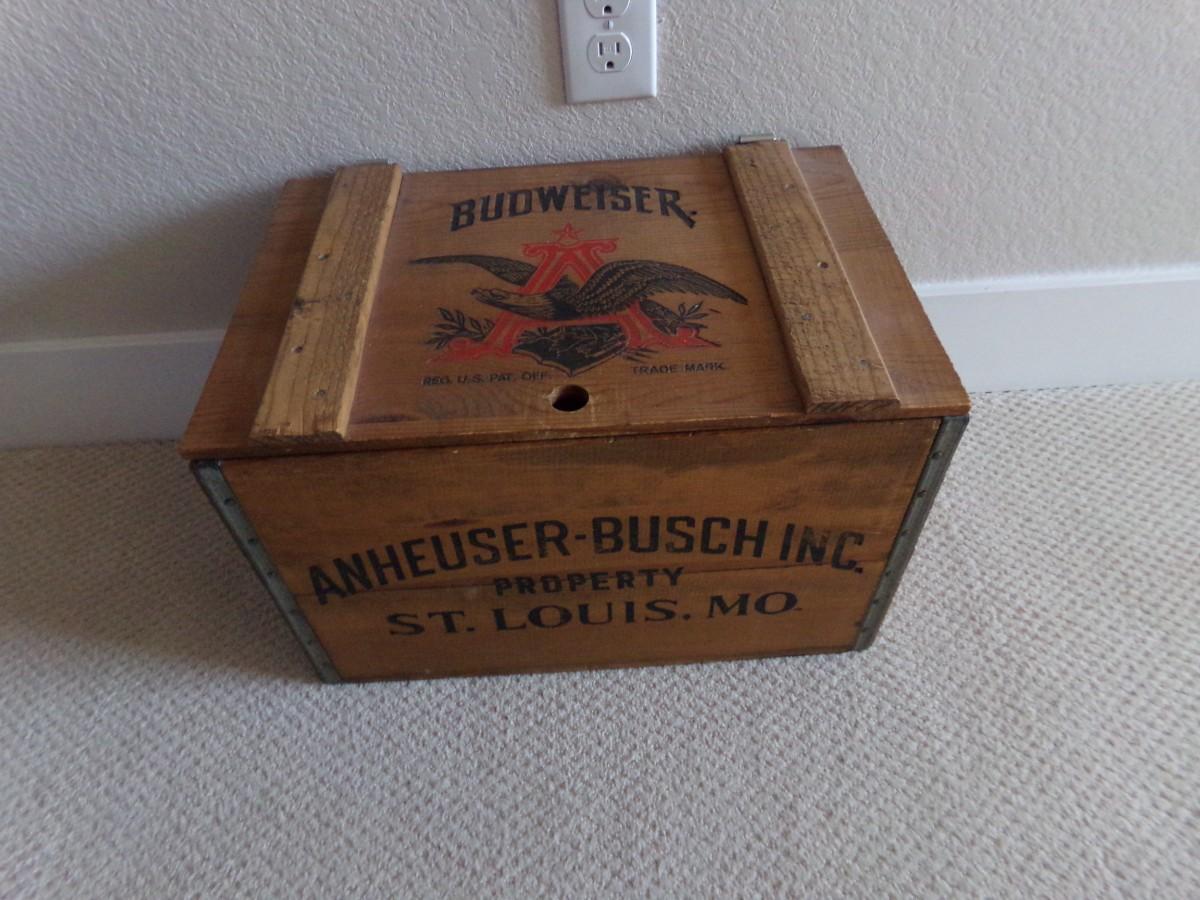 BUDWEISER.
A
REG. U.S. PAT. OFF. TRADE MARK.
ANHEUSER-BUSCH INC.
PROPERTY
ST. LOUIS, MO.